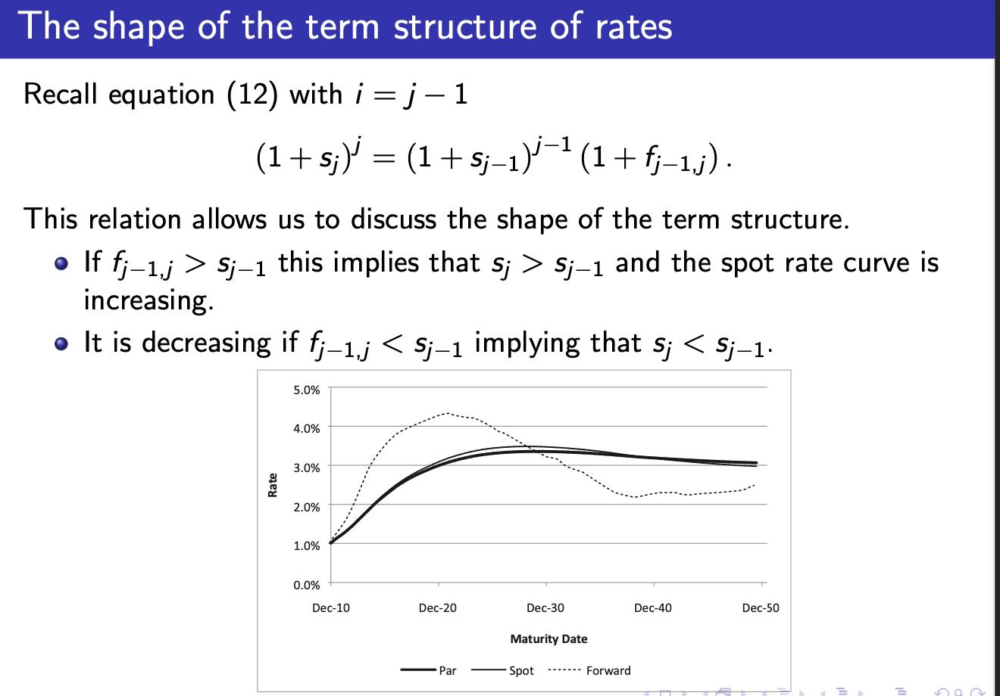 The shape of the term structure of rates
Recall equation (12) with i = j − 1
(1 + s_j)^j = (1 + s_{j−1})^{j−1} (1 + f_{j−1,j}) .
This relation allows us to discuss the shape of the term structure.
If f_{j−1,j} > s_{j−1} this implies that s_j > s_{j−1} and the spot rate curve is
increasing.
It is decreasing if f_{j−1,j} < s_{j−1} implying that s_j < s_{j−1}.
5.0%
4.0%
3.0%
2.0%
1.0%
0.0%
Rate
Dec-10 Dec-20 Dec-30 Dec-40 Dec-50
Maturity Date
Par Spot Forward